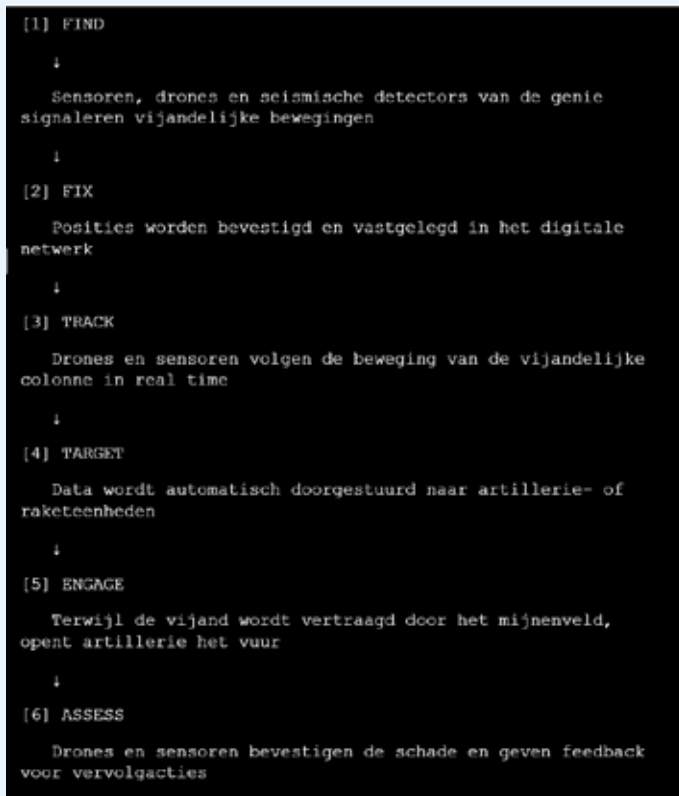 [1] FIND
↓
Sensoren, drones en seismische detectors van de genie
signaleren vijandelijke bewegingen
↓
[2] FIX
Posities worden bevestigd en vastgelegd in het digitale
netwerk
↓
[3] TRACK
Drones en sensoren volgen de beweging van de vijandelijke
colonne in real time
↓
[4] TARGET
Data wordt automatisch doorgestuurd naar artillerie- of
raketeenheden
↓
[5] ENGAGE
Terwijl de vijand wordt vertraagd door het mijnenveld,
opent artillerie het vuur
↓
[6] ASSESS
Drones en sensoren bevestigen de schade en geven feedback
voor vervolgacties